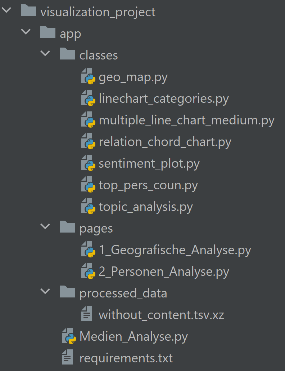 visualization_project
app
classes
geo_map.py
linechart_categories.py
multiple_line_chart_medium.py
relation_chord_chart.py
sentiment_plot.py
top_pers_coun.py
topic_analysis.py
pages
1_Geografische_Analyse.py
2_Personen_Analyse.py
processed_data
without_content.tsv.xz
Medien_Analyse.py
requirements.txt